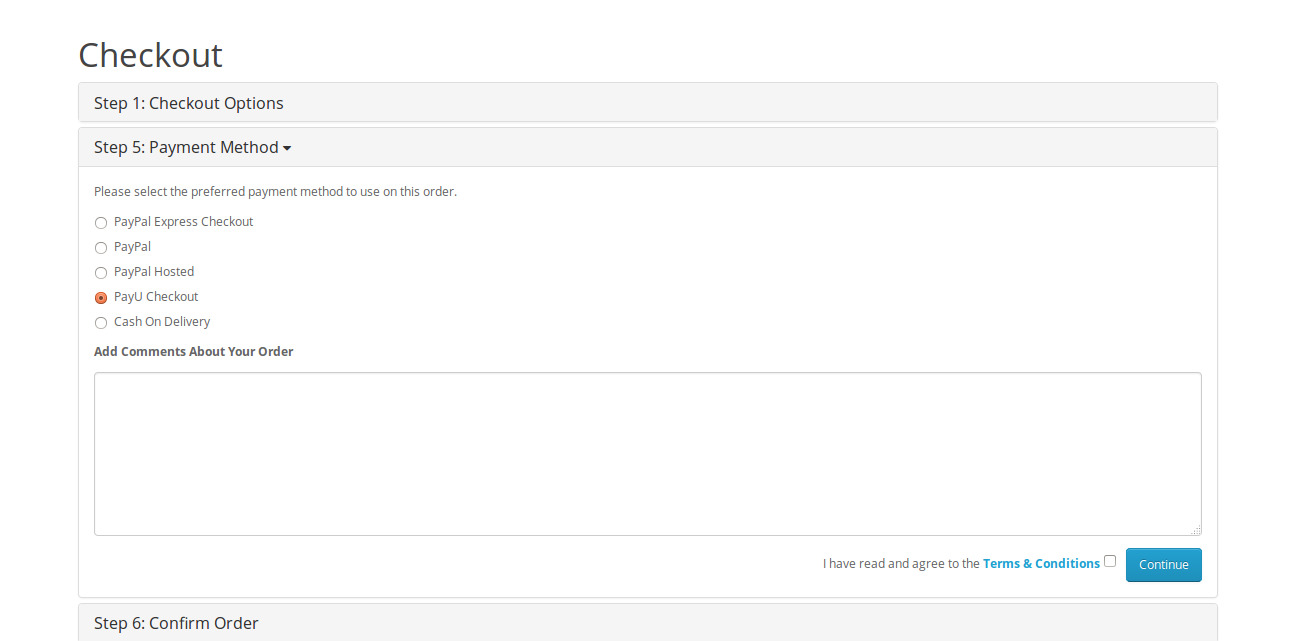 Checkout
Step 1: Checkout Options
Step 5: Payment Method
Please select the preferred payment method to use on this order.
PayPal Express Checkout
PayPal
PayPal Hosted
PayU Checkout
Cash On Delivery
Add Comments About Your Order
I have read and agree to the Terms & Conditions
Continue
Step 6: Confirm Order